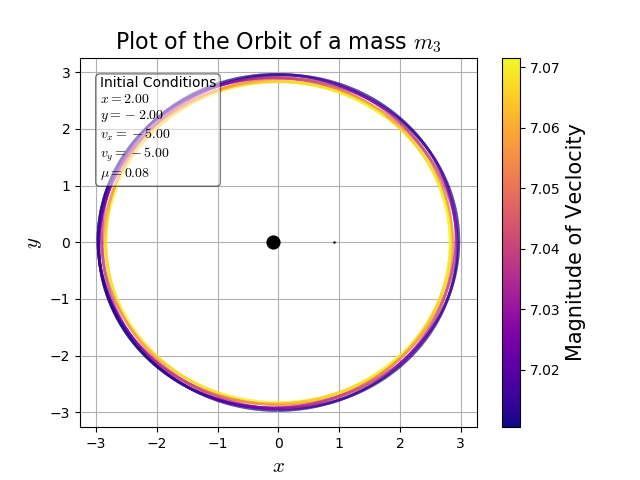 Plot of the Orbit of a mass m₃
Initial Conditions
x = 2.00
y = −2.00
vₓ = −5.00
v_y = −5.00
μ = 0.08
3
2
1
0
−1
−2
−3
y
−3 −2 −1 0 1 2 3
x
7.07
7.06
7.05
7.04
7.03
7.02
Magnitude of Veclocity